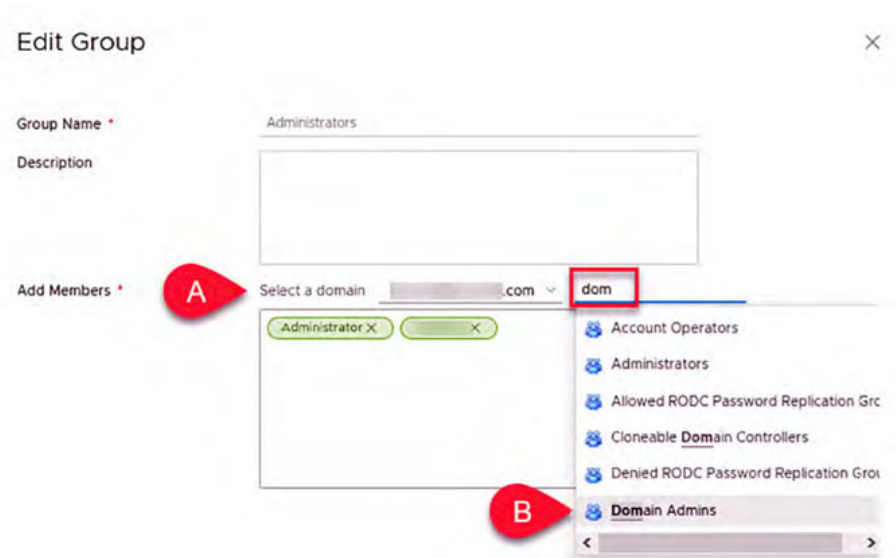 Edit Group
Group Name * Administrators
Description
Add Members * A Select a domain .com dom
Administrator
Account Operators
Administrators
Allowed RODC Password Replication Grc
Cloneable Domain Controllers
Denied RODC Password Replication Grou
B Domain Admins